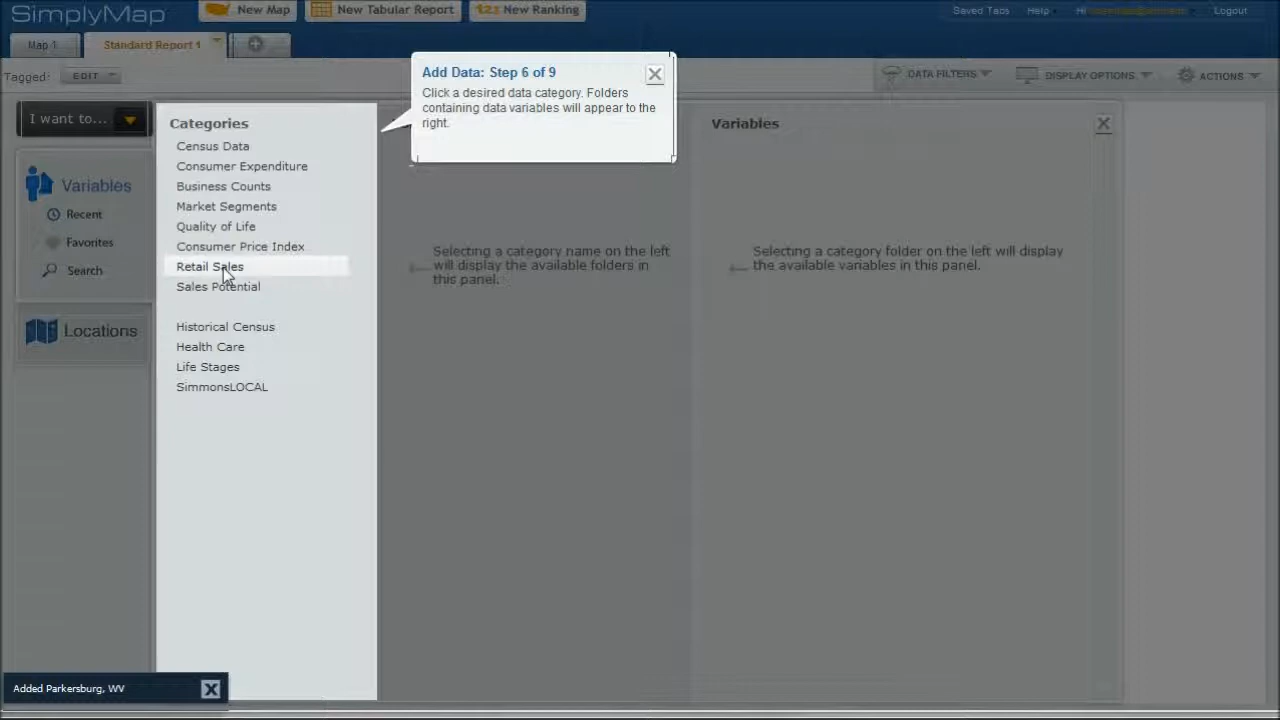 SimplyMap
New Map
New Tabular Report
123 New Ranking
Saved Tabs
Help
Hi
Logout
Map 1
Standard Report 1
Tagged:
EDIT
DATA FILTERS
DISPLAY OPTIONS
ACTIONS
Add Data: Step 6 of 9
Click a desired data category. Folders
containing data variables will appear to the
right.
I want to...
Variables
Recent
Favorites
Search
Locations
Categories
Census Data
Consumer Expenditure
Business Counts
Market Segments
Quality of Life
Consumer Price Index
Retail Sales
Sales Potential
Historical Census
Health Care
Life Stages
SimmonsLOCAL
Selecting a category name on the left
will display the available folders in
this panel.
Variables
Selecting a category folder on the left will display
the available variables in this panel.
Added Parkersburg, WV